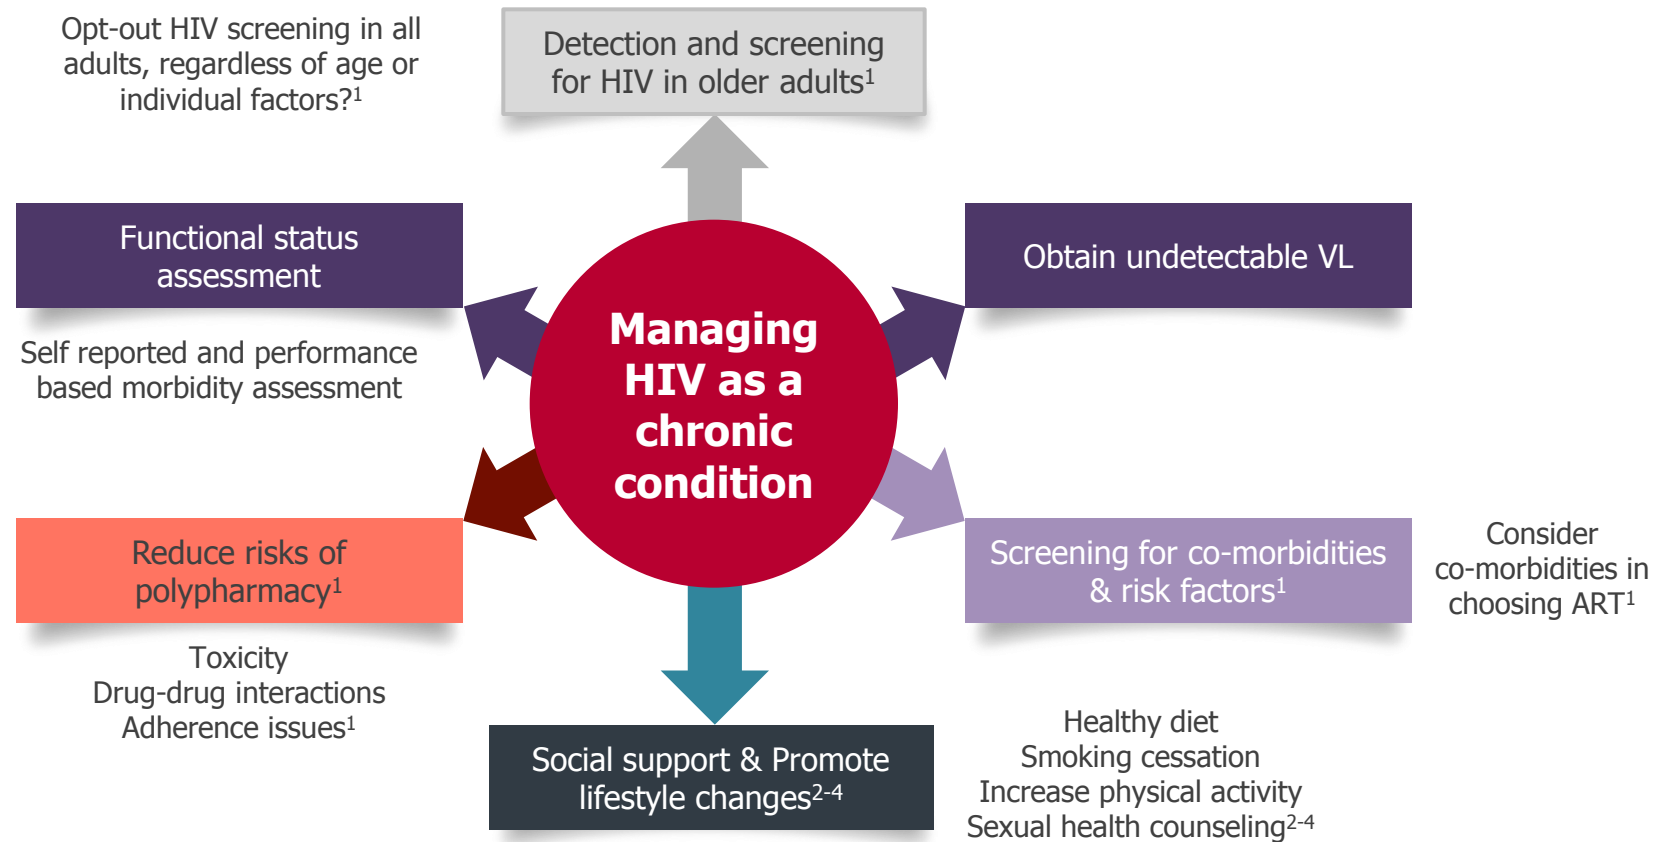 Opt-out HIV screening in all
adults, regardless of age or
individual factors?¹
Detection and screening
for HIV in older adults¹
Functional status
assessment
Self reported and performance
based morbidity assessment
Obtain undetectable VL
Managing
HIV as a
chronic
condition
Reduce risks of
polypharmacy¹
Toxicity
Drug-drug interactions
Adherence issues¹
Screening for co-morbidities
& risk factors¹
Consider
co-morbidities in
choosing ART¹
Social support & Promote
lifestyle changes²⁻⁴
Healthy diet
Smoking cessation
Increase physical activity
Sexual health counseling²⁻⁴